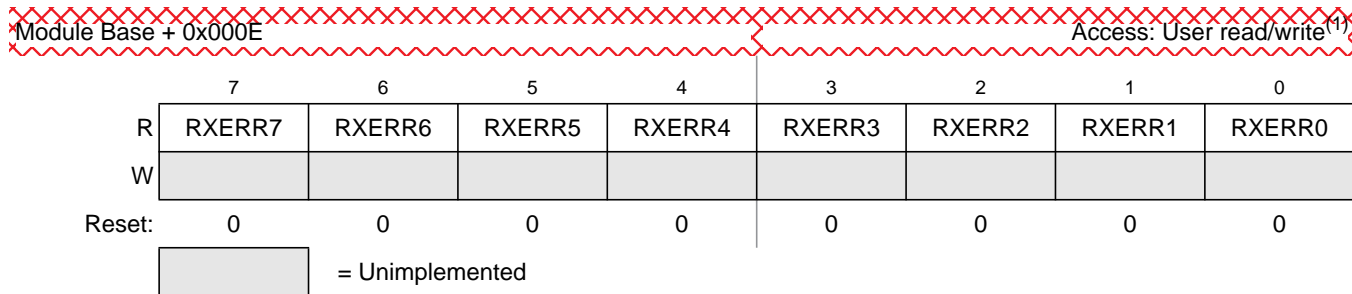 Module Base + 0x000E Access: User read/write(1)
7 6 5 4 3 2 1 0
R RXERR7 RXERR6 RXERR5 RXERR4 RXERR3 RXERR2 RXERR1 RXERR0
W
Reset: 0 0 0 0 0 0 0 0
= Unimplemented